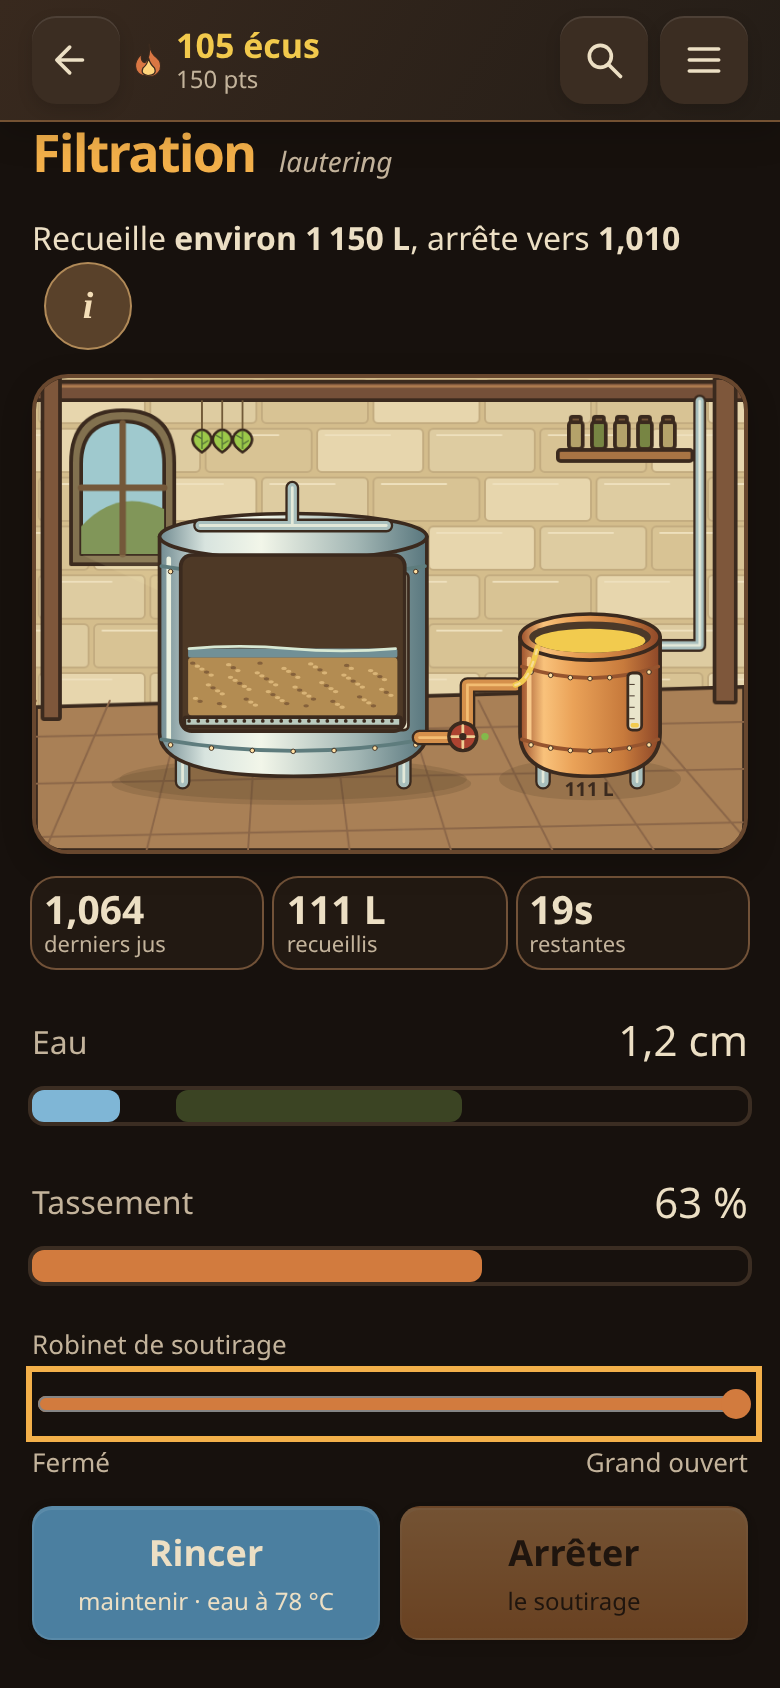 105 écus
150 pts
Filtration lautering
Recueille environ 1 150 L, arrête vers 1,010
i
111 L
1,064
derniers jus
111 L
recueillis
19s
restantes
Eau
1,2 cm
Tassement
63 %
Robinet de soutirage
Fermé
Grand ouvert
Rincer
maintenir · eau à 78 °C
Arrêter
le soutirage